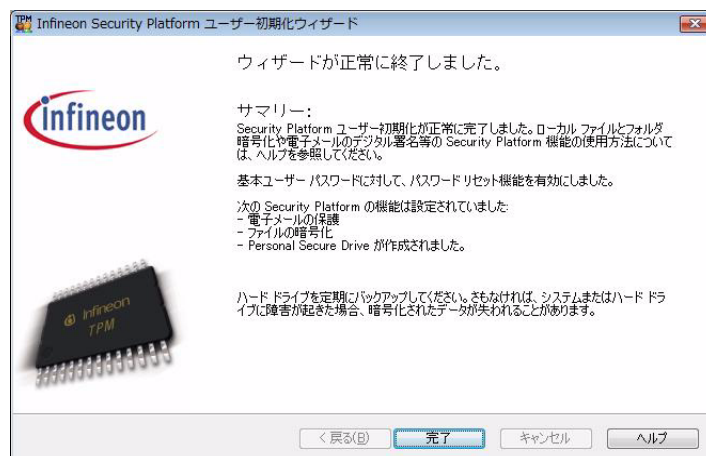 Infineon Security Platform ユーザー初期化ウィザード
ウィザードが正常に終了しました。
infineon
サマリー:
Security Platform ユーザー初期化が正常に完了しました。ローカル ファイルとフォルダ
暗号化や電子メールのデジタル署名等の Security Platform 機能の使用方法について
は、ヘルプを参照してください。
基本ユーザー パスワードに対して、パスワード リセット機能を有効にしました。
次の Security Platform の機能は設定されていました:
- 電子メールの保護
- ファイルの暗号化
- Personal Secure Drive が作成されました。
ハード ドライブを定期にバックアップしてください。さもなければ、システムまたはハード ドラ
イブに障害が起きた場合、暗号化されたデータが失われることがあります。
infineon
TPM
< 戻る(B)
完了
キャンセル
ヘルプ